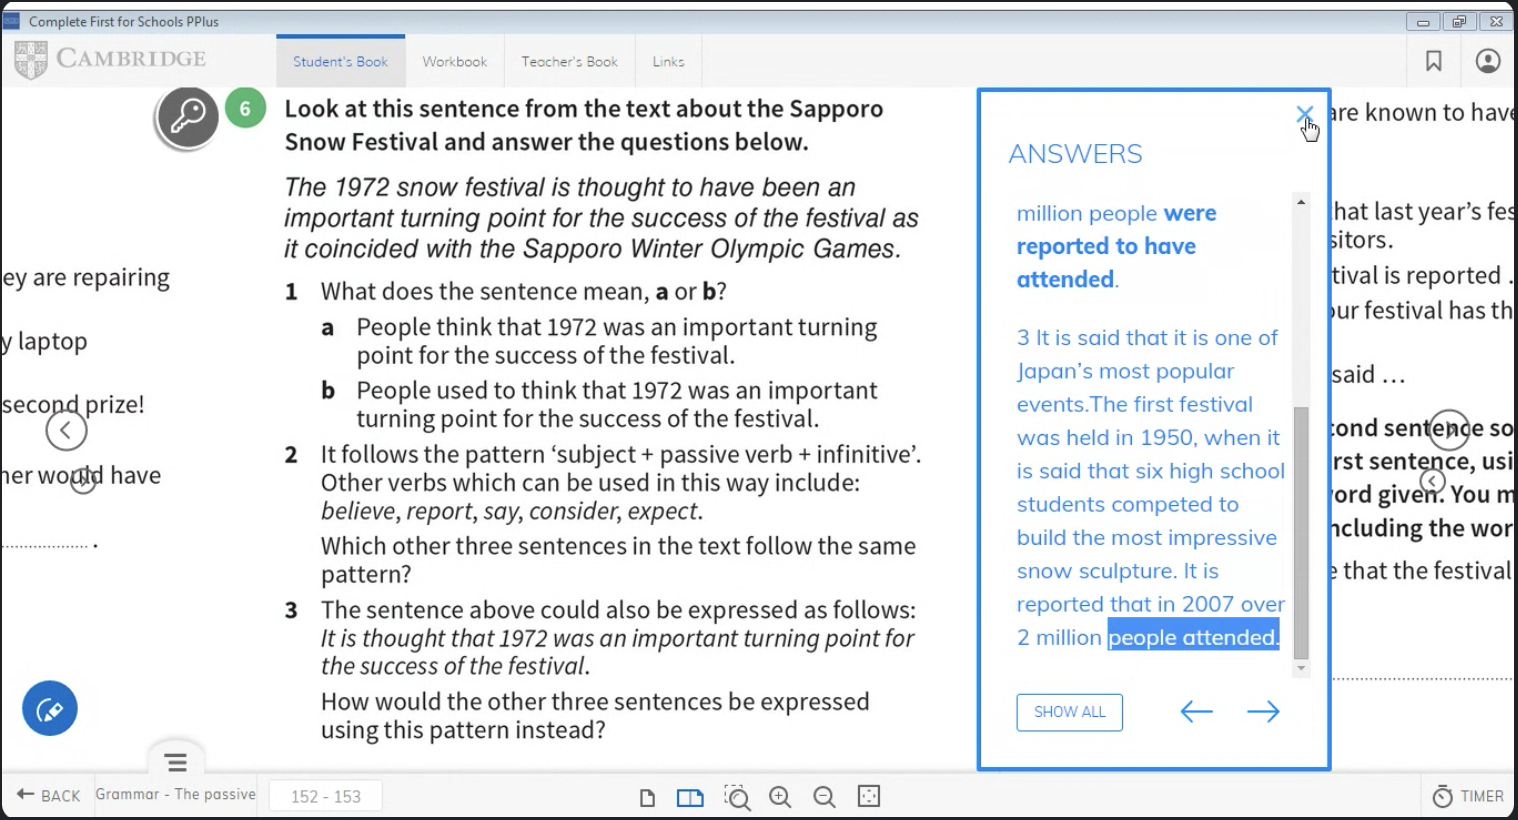 Complete First for Schools PPlus
CAMBRIDGE
Student's Book
Workbook
Teacher's Book
Links
6
Look at this sentence from the text about the Sapporo
Snow Festival and answer the questions below.
The 1972 snow festival is thought to have been an
important turning point for the success of the festival as
it coincided with the Sapporo Winter Olympic Games.
1 What does the sentence mean, a or b?
a People think that 1972 was an important turning
point for the success of the festival.
b People used to think that 1972 was an important
turning point for the success of the festival.
2 It follows the pattern ‘subject + passive verb + infinitive’.
Other verbs which can be used in this way include:
believe, report, say, consider, expect.
Which other three sentences in the text follow the same
pattern?
3 The sentence above could also be expressed as follows:
It is thought that 1972 was an important turning point for
the success of the festival.
How would the other three sentences be expressed
using this pattern instead?
ey are repairing
y laptop
second prize!
her would have
.................... .
ANSWERS
million people were
reported to have
attended.
3 It is said that it is one of
Japan’s most popular
events.The first festival
was held in 1950, when it
is said that six high school
students competed to
build the most impressive
snow sculpture. It is
reported that in 2007 over
2 million people attended.
SHOW ALL
are known to have
hat last year’s fes
sitors.
tival is reported .
our festival has th
said …
cond sentence so
rst sentence, usi
ord given. You m
ncluding the wor
e that the festival
BACK
Grammar - The passive
152 - 153
TIMER